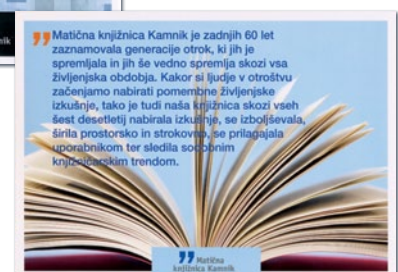 nik
Matična knjižnica Kamnik je zadnjih 60 let
zaznamovala generacije otrok, ki jih je
spremljala in jih še vedno spremlja skozi vsa
življenjska obdobja. Kakor si ljudje v otroštvu
začenjamo nabirati pomembne življenjske
izkušnje, tako je tudi naša knjižnica skozi vseh
šest desetletij nabirala izkušnje, se izboljševala,
širila prostorsko in strokovno, se prilagajala
uporabnikom ter sledila sodobnim
knjižničarskim trendom.
Matična
knjižnica Kamnik